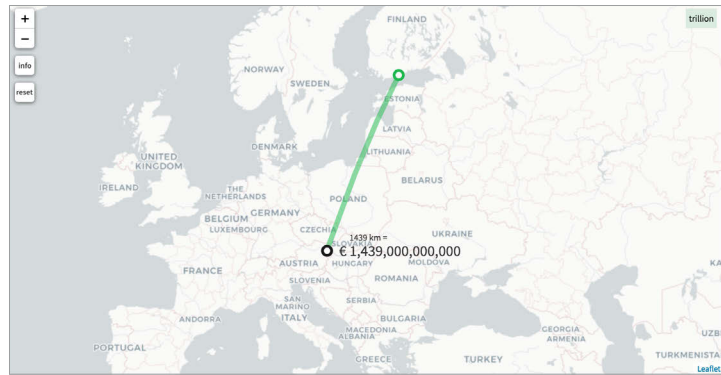 +
−
info
reset
trillion
FINLAND
NORWAY
SWEDEN
ESTONIA
LATVIA
DENMARK
LITHUANIA
UNITED
KINGDOM
IRELAND
THE
NETHERLANDS
BELARUS
POLAND
BELGIUM
GERMANY
LUXEMBOURG
CZECHIA
UKRAINE
1439 km =
SLOVAKIA
€ 1,439,000,000,000
AUSTRIA
HUNGARY
MOLDOVA
FRANCE
SLOVENIA
ROMANIA
SAN
MARINO
SERBIA
ITALY
ANDORRA
BULGARIA
MACEDONIA
ALBANIA
GEORGIA
ARMENIA
KA
UZB
PORTUGAL
GREECE
TURKEY
TURKMENISTA
Leaflet